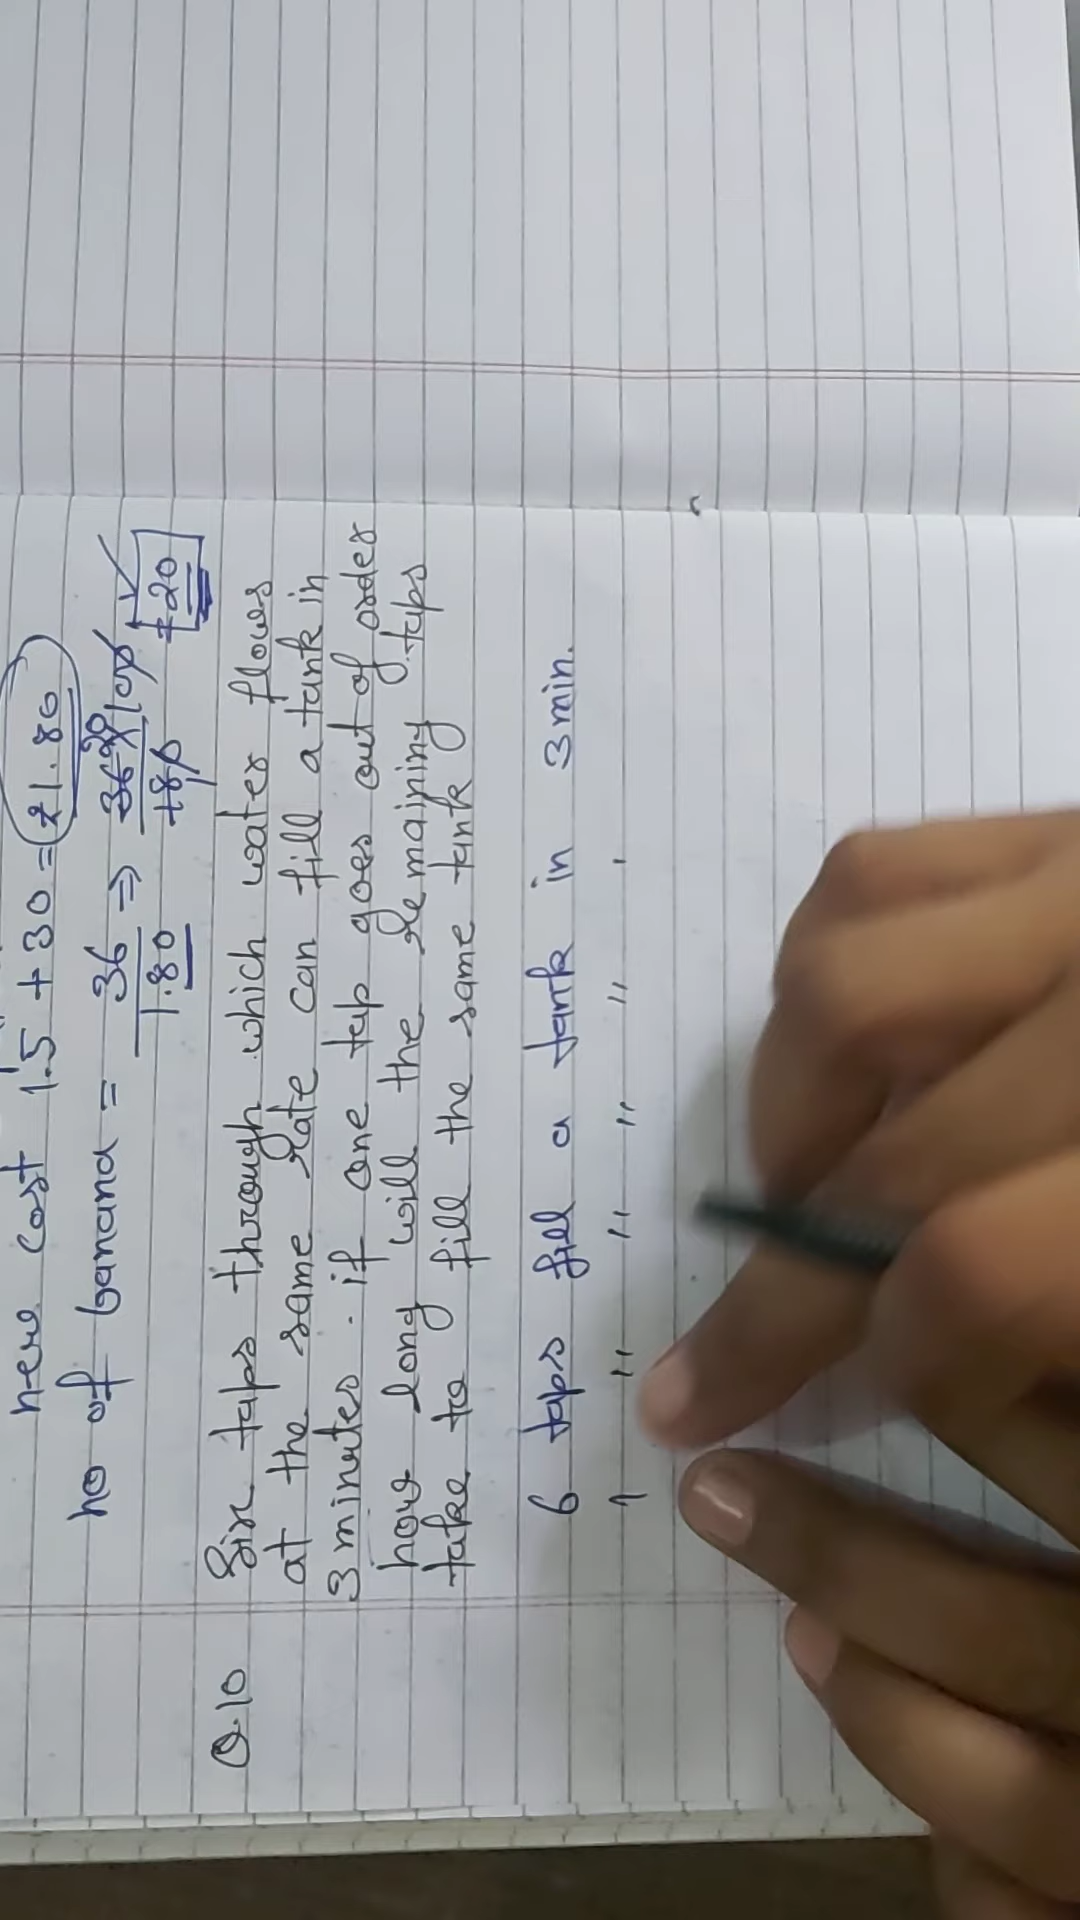 new cost 1.5 + 30 = ₹1.80
no of banana = 36/1.80 ⇒ 36 20 × 100 / 180 ⇒ 20
Q.10 Six taps through which water flows
at the same rate can fill a tank in
3 minutes. if one tap goes out of order
how long will the remaining taps
take to fill the same tank
6 taps fill a tank in 3 min.
1 " " " "